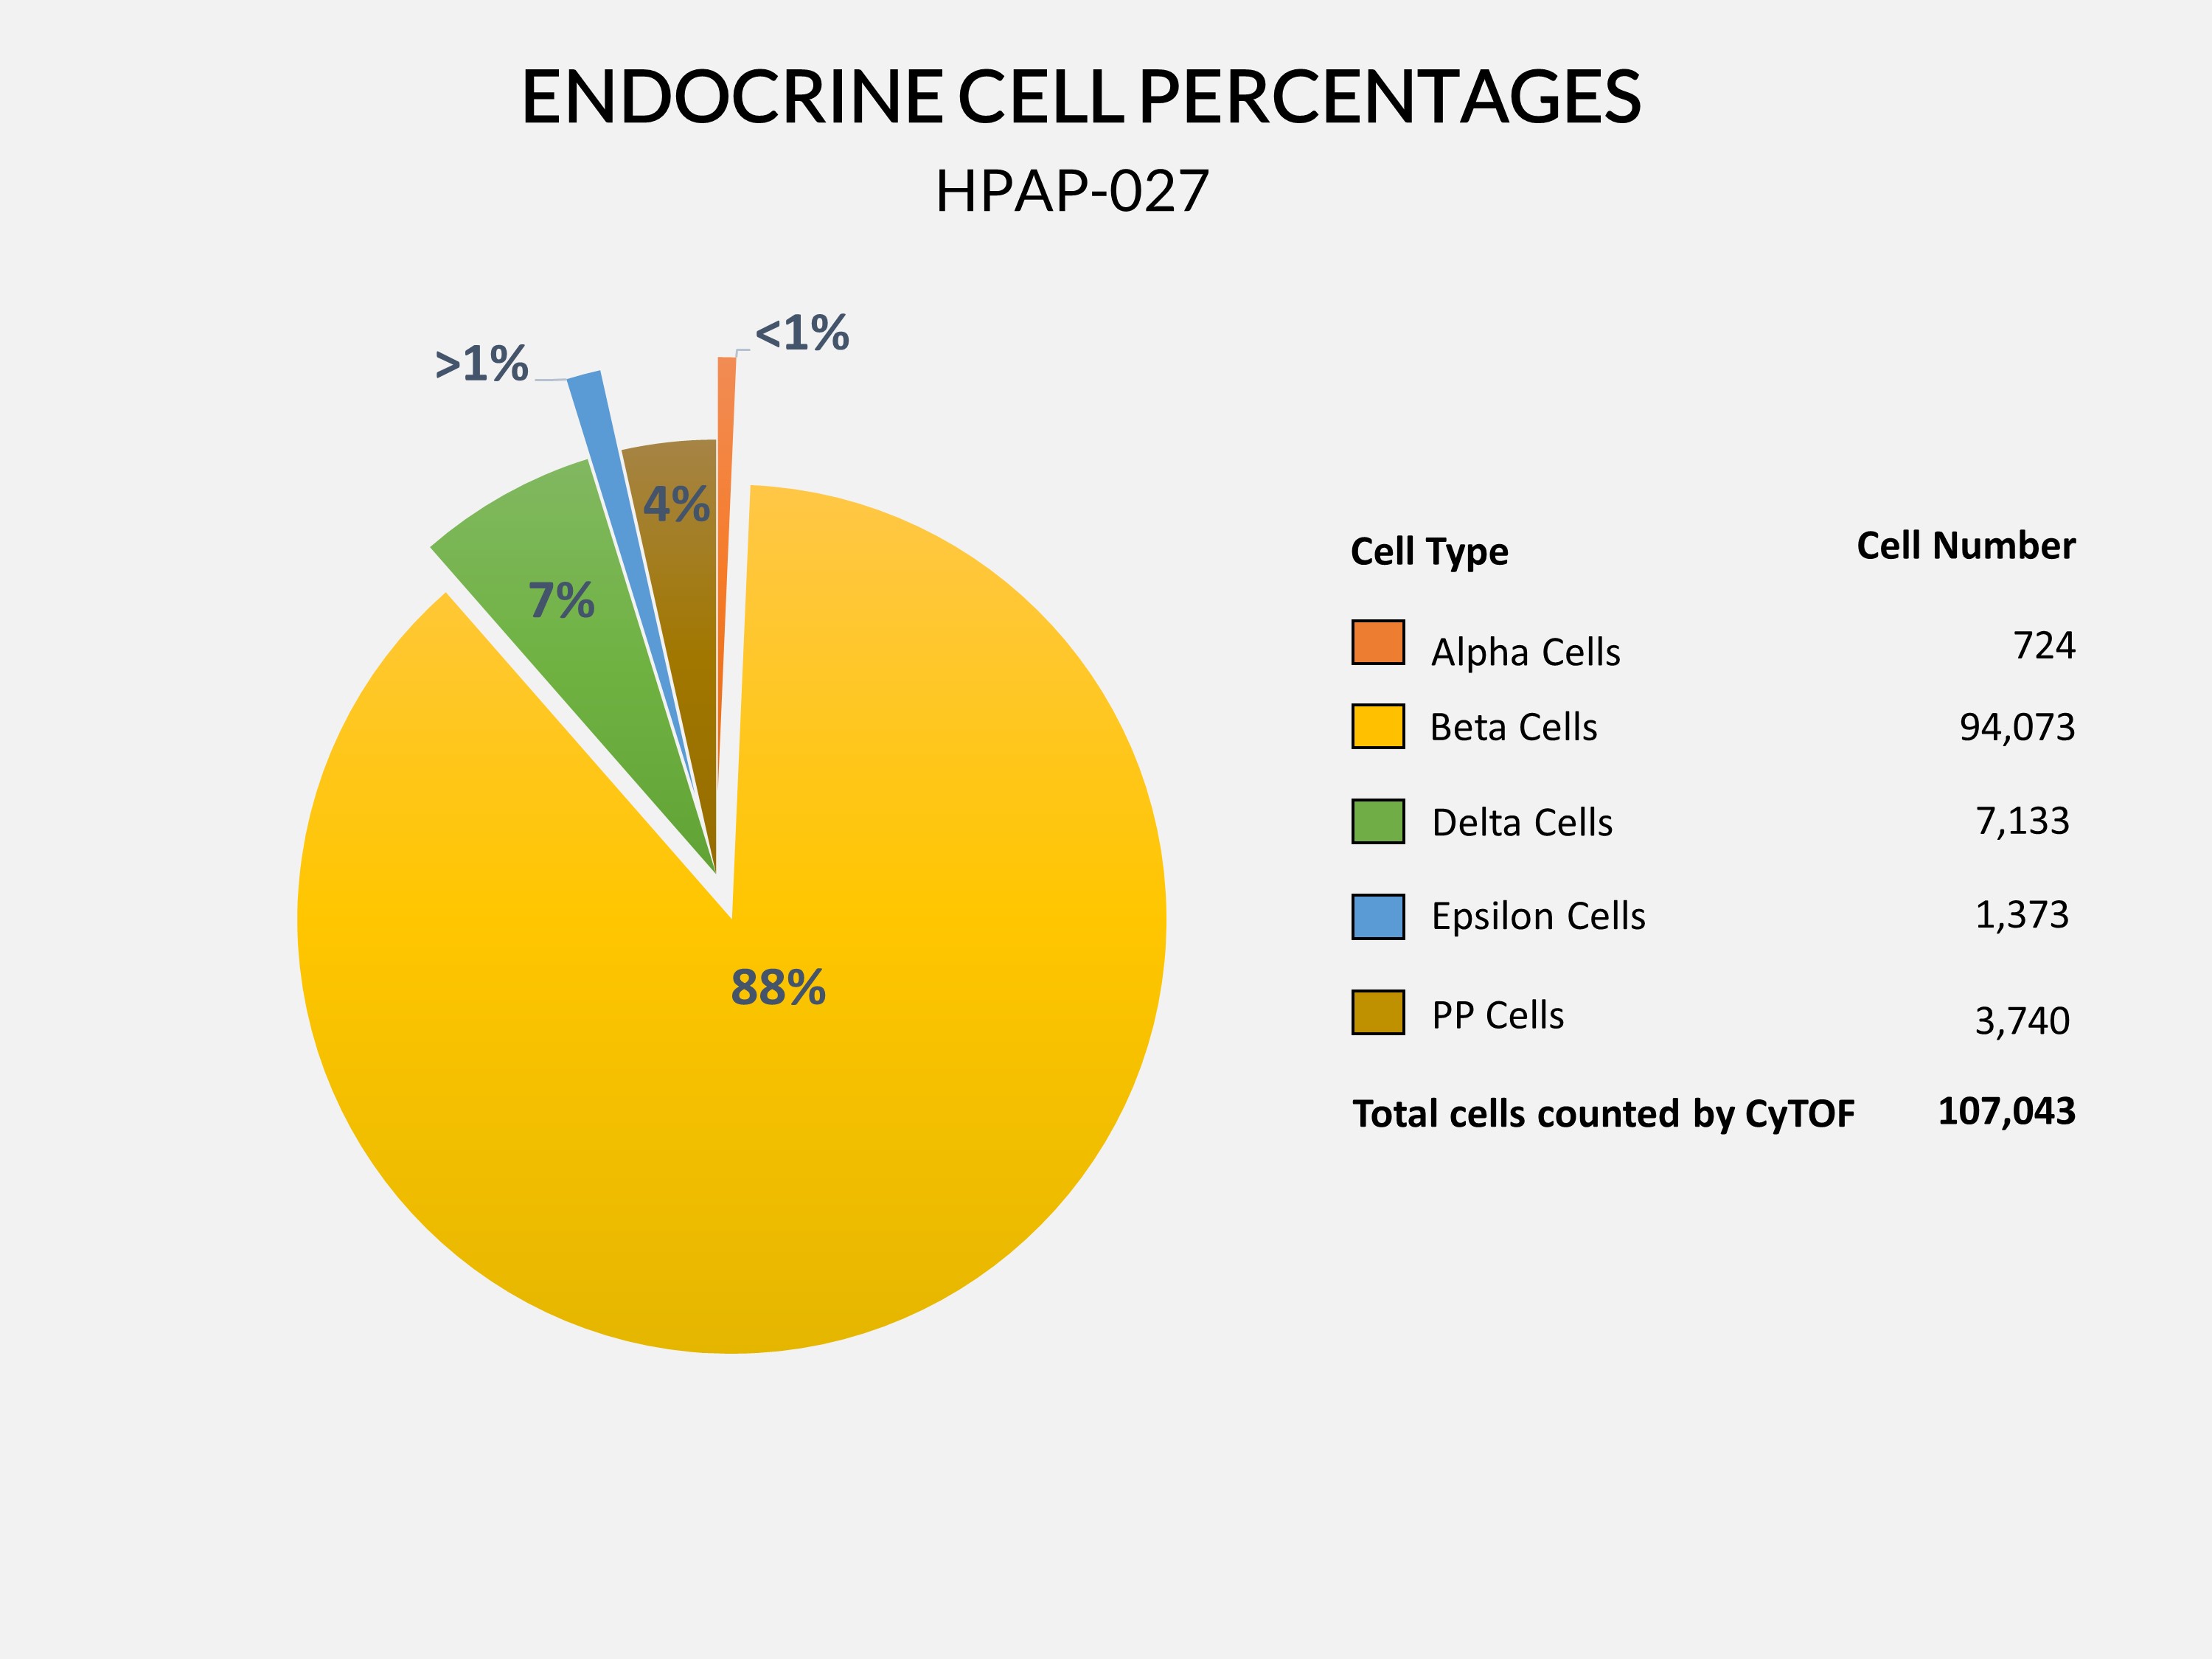 ENDOCRINE CELL PERCENTAGES
HPAP-027
<1%
>1%
4%
7%
88%
Cell Type Cell Number
Alpha Cells 724
Beta Cells 94,073
Delta Cells 7,133
Epsilon Cells 1,373
PP Cells 3,740
Total cells counted by CyTOF 107,043